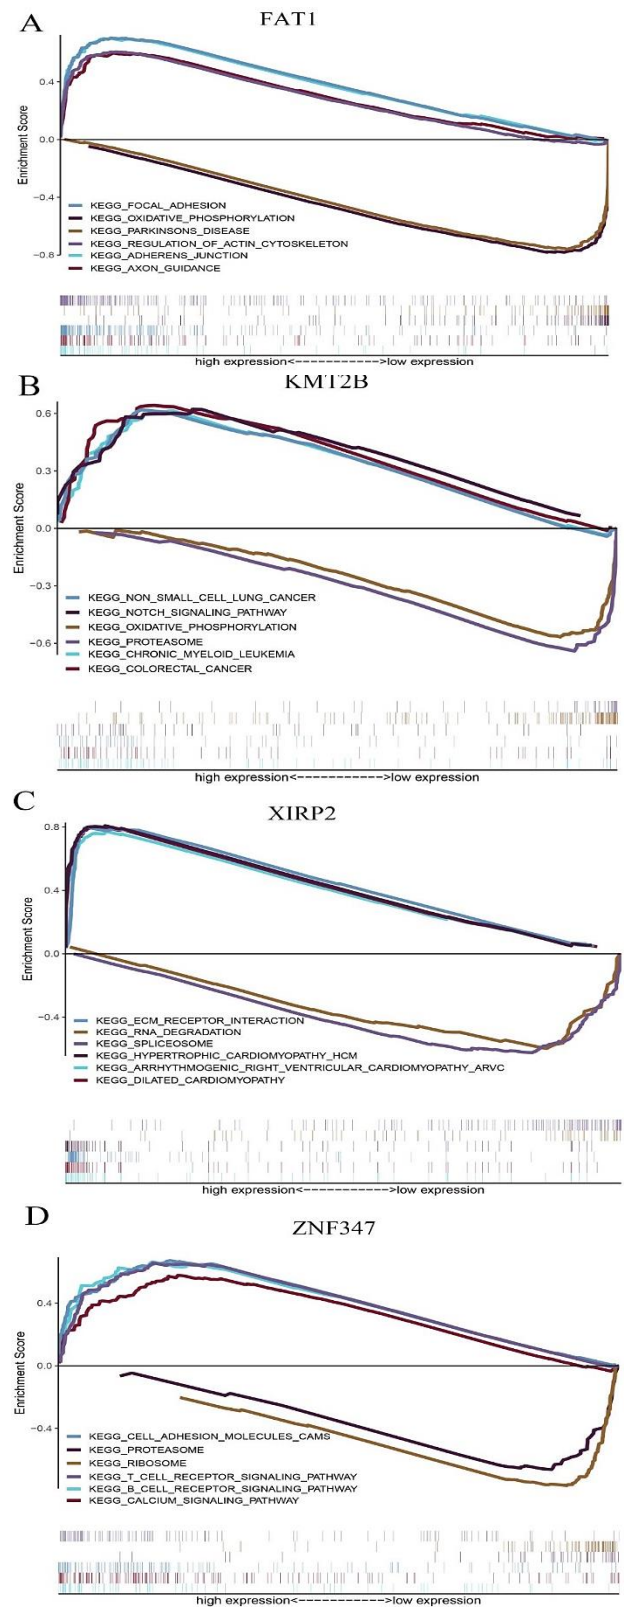 A
FAT1
0.4
0.0
-0.4
-0.8
Enrichment Score
KEGG_FOCAL_ADHESION
KEGG_OXIDATIVE_PHOSPHORYLATION
KEGG_PARKINSONS_DISEASE
KEGG_REGULATION_OF_ACTIN_CYTOSKELETON
KEGG_ADHERENS_JUNCTION
KEGG_AXON_GUIDANCE
high expression<----------->low expression
B
KMT2B
0.6
0.3
0.0
-0.3
-0.6
Enrichment Score
KEGG_NON_SMALL_CELL_LUNG_CANCER
KEGG_NOTCH_SIGNALING_PATHWAY
KEGG_OXIDATIVE_PHOSPHORYLATION
KEGG_PROTEASOME
KEGG_CHRONIC_MYELOID_LEUKEMIA
KEGG_COLORECTAL_CANCER
high expression<----------->low expression
C
XIRP2
0.8
0.4
0.0
-0.4
Enrichment Score
KEGG_ECM_RECEPTOR_INTERACTION
KEGG_RNA_DEGRADATION
KEGG_SPLICEOSOME
KEGG_HYPERTROPHIC_CARDIOMYOPATHY_HCM
KEGG_ARRHYTHMOGENIC_RIGHT_VENTRICULAR_CARDIOMYOPATHY_ARVC
KEGG_DILATED_CARDIOMYOPATHY
high expression<----------->low expression
D
ZNF347
0.4
0.0
-0.4
Enrichment Score
KEGG_CELL_ADHESION_MOLECULES_CAMS
KEGG_PROTEASOME
KEGG_RIBOSOME
KEGG_T_CELL_RECEPTOR_SIGNALING_PATHWAY
KEGG_B_CELL_RECEPTOR_SIGNALING_PATHWAY
KEGG_CALCIUM_SIGNALING_PATHWAY
high expression<----------->low expression